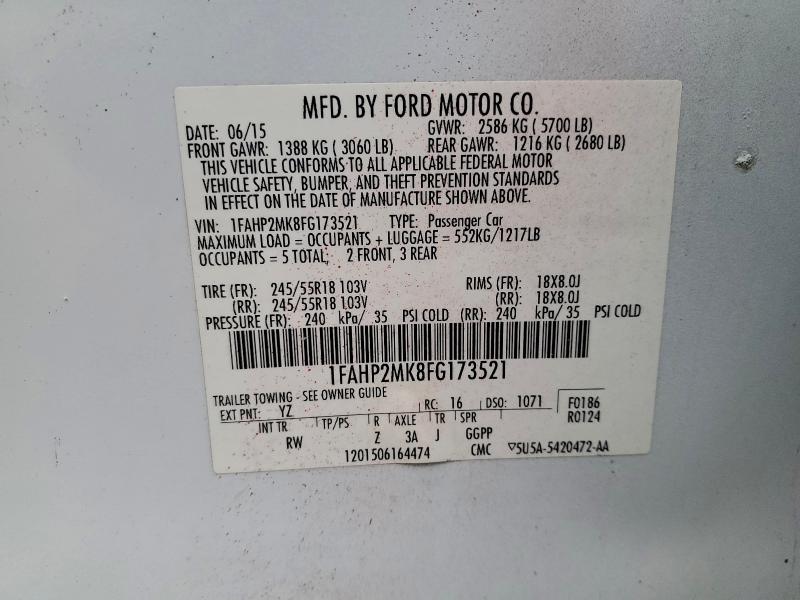 MFD. BY FORD MOTOR CO.
DATE: 06/15 GVWR: 2586 KG ( 5700 LB)
FRONT GAWR: 1388 KG ( 3060 LB) REAR GAWR: 1216 KG ( 2680 LB)
THIS VEHICLE CONFORMS TO ALL APPLICABLE FEDERAL MOTOR
VEHICLE SAFETY, BUMPER, AND THEFT PREVENTION STANDARDS
IN EFFECT ON THE DATE OF MANUFACTURE SHOWN ABOVE.
VIN: 1FAHP2MK8FG173521 TYPE: Passenger Car
MAXIMUM LOAD = OCCUPANTS + LUGGAGE = 552KG/1217LB
OCCUPANTS = 5 TOTAL; 2 FRONT, 3 REAR
TIRE (FR): 245/55R18 103V RIMS (FR): 18X8.0J
(RR): 245/55R18 103V (RR): 18X8.0J
PRESSURE (FR): 240 kPa/ 35 PSI COLD (RR): 240 kPa/ 35 PSI COLD
1FAHP2MK8FG173521
TRAILER TOWING - SEE OWNER GUIDE
EXT PNT: YZ RC: 16 DSO: 1071 F0186
INT TR TP/PS R AXLE TR SPR R0124
RW Z 3A J GGPP
1201506164474 CMC ▽5U5A-5420472-AA